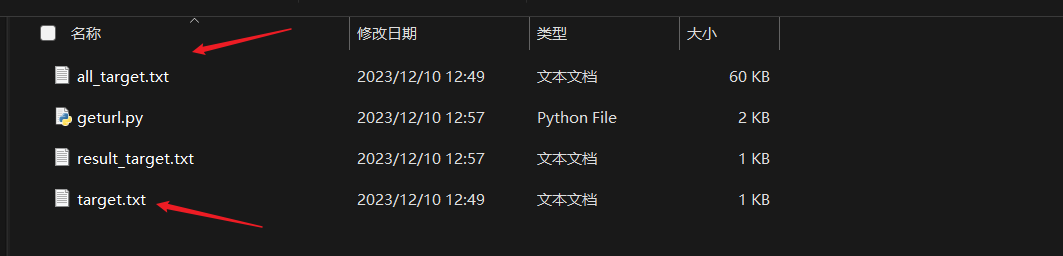 名称 修改日期 类型 大小
all_target.txt 2023/12/10 12:49 文本文档 60 KB
geturl.py 2023/12/10 12:57 Python File 2 KB
result_target.txt 2023/12/10 12:57 文本文档 1 KB
target.txt 2023/12/10 12:49 文本文档 1 KB